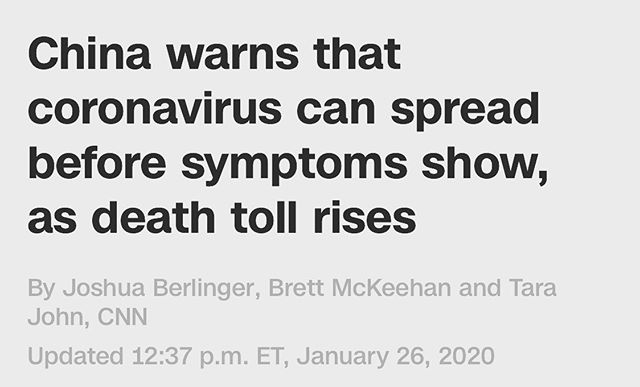 China warns that
coronavirus can spread
before symptoms show,
as death toll rises
By Joshua Berlinger, Brett McKeehan and Tara
John, CNN
Updated 12:37 p.m. ET, January 26, 2020